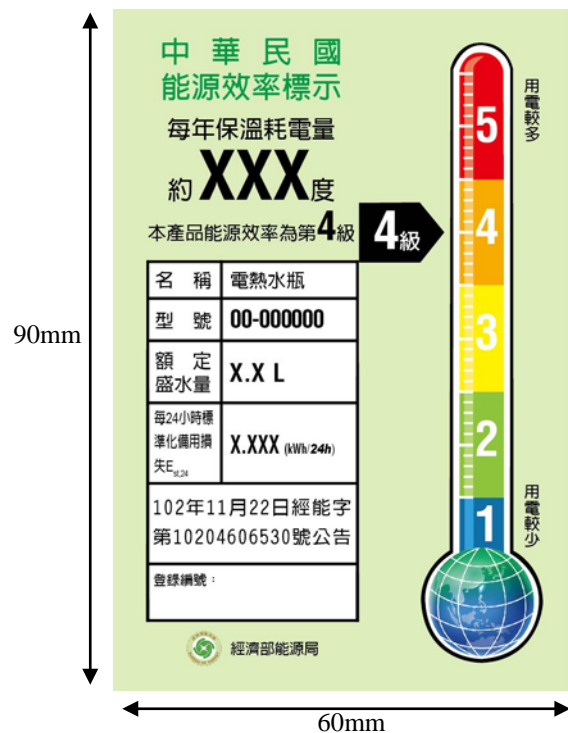 中華民國
能源效率標示
每年保溫耗電量
約XXX度
本產品能源效率為第4級
4級
名稱 電熱水瓶
型號 00-000000
額定盛水量 X.X L
每24小時標
準化備用損
失Est,24
X.XXX (kWh/24h)
102年11月22日經能字
第10204606530號公告
登錄編號：
經濟部能源局
用電較多
5
4
3
2
1
用電較少
90mm
60mm